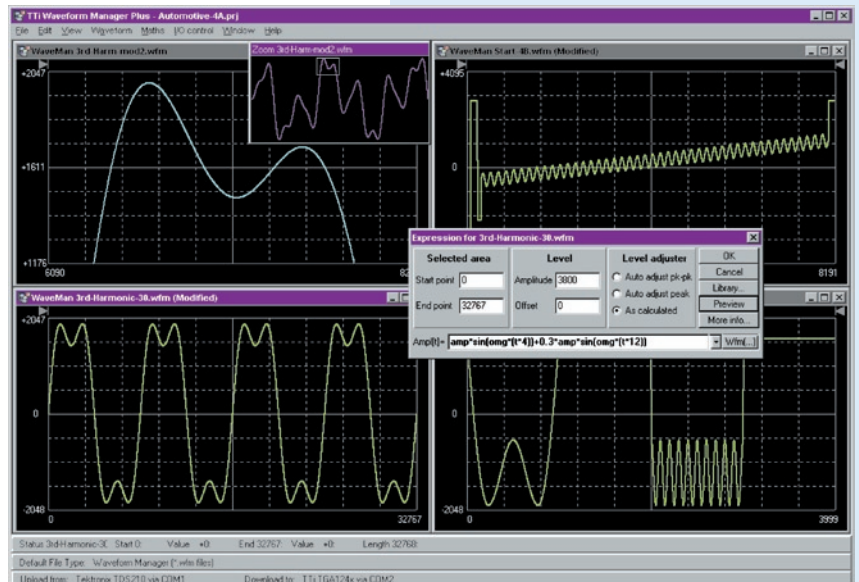 TTi Waveform Manager Plus - Automotive-4A.prj
File Edit View Waveform Maths I/O control Window Help
WaveMan 3rd-Harm-mod2.wfm
Zoom 3rd-Harm-mod2.wfm
+2047
+1611
+1176
6090
WaveMan Start-4B.wfm (Modified)
+4095
0
8191
Expression for 3rd-Harmonic-30.wfm
Selected area
Start point 0
End point 32767
Level
Amplitude 3800
Offset 0
Level adjuster
Auto adjust pk-pk
Auto adjust peak
As calculated
OK
Cancel
Library...
Preview
More info...
Amp(t)= amp*sin(omg*(t*4))+0.3*amp*sin(omg*(t*12))
Wfm(...)
WaveMan 3rd-Harmonic-30.wfm (Modified)
+2047
0
-2048
0
32767
0
-2048
0
3999
Status 3rd-Harmonic-3( Start 0: Value +0: End 32767: Value +0: Length 32768:
Default File Type: Waveform Manager (*.wfm files)
Upload from: Tektronix TDS210 via COM1 Download to: TTi TGA124x via COM2